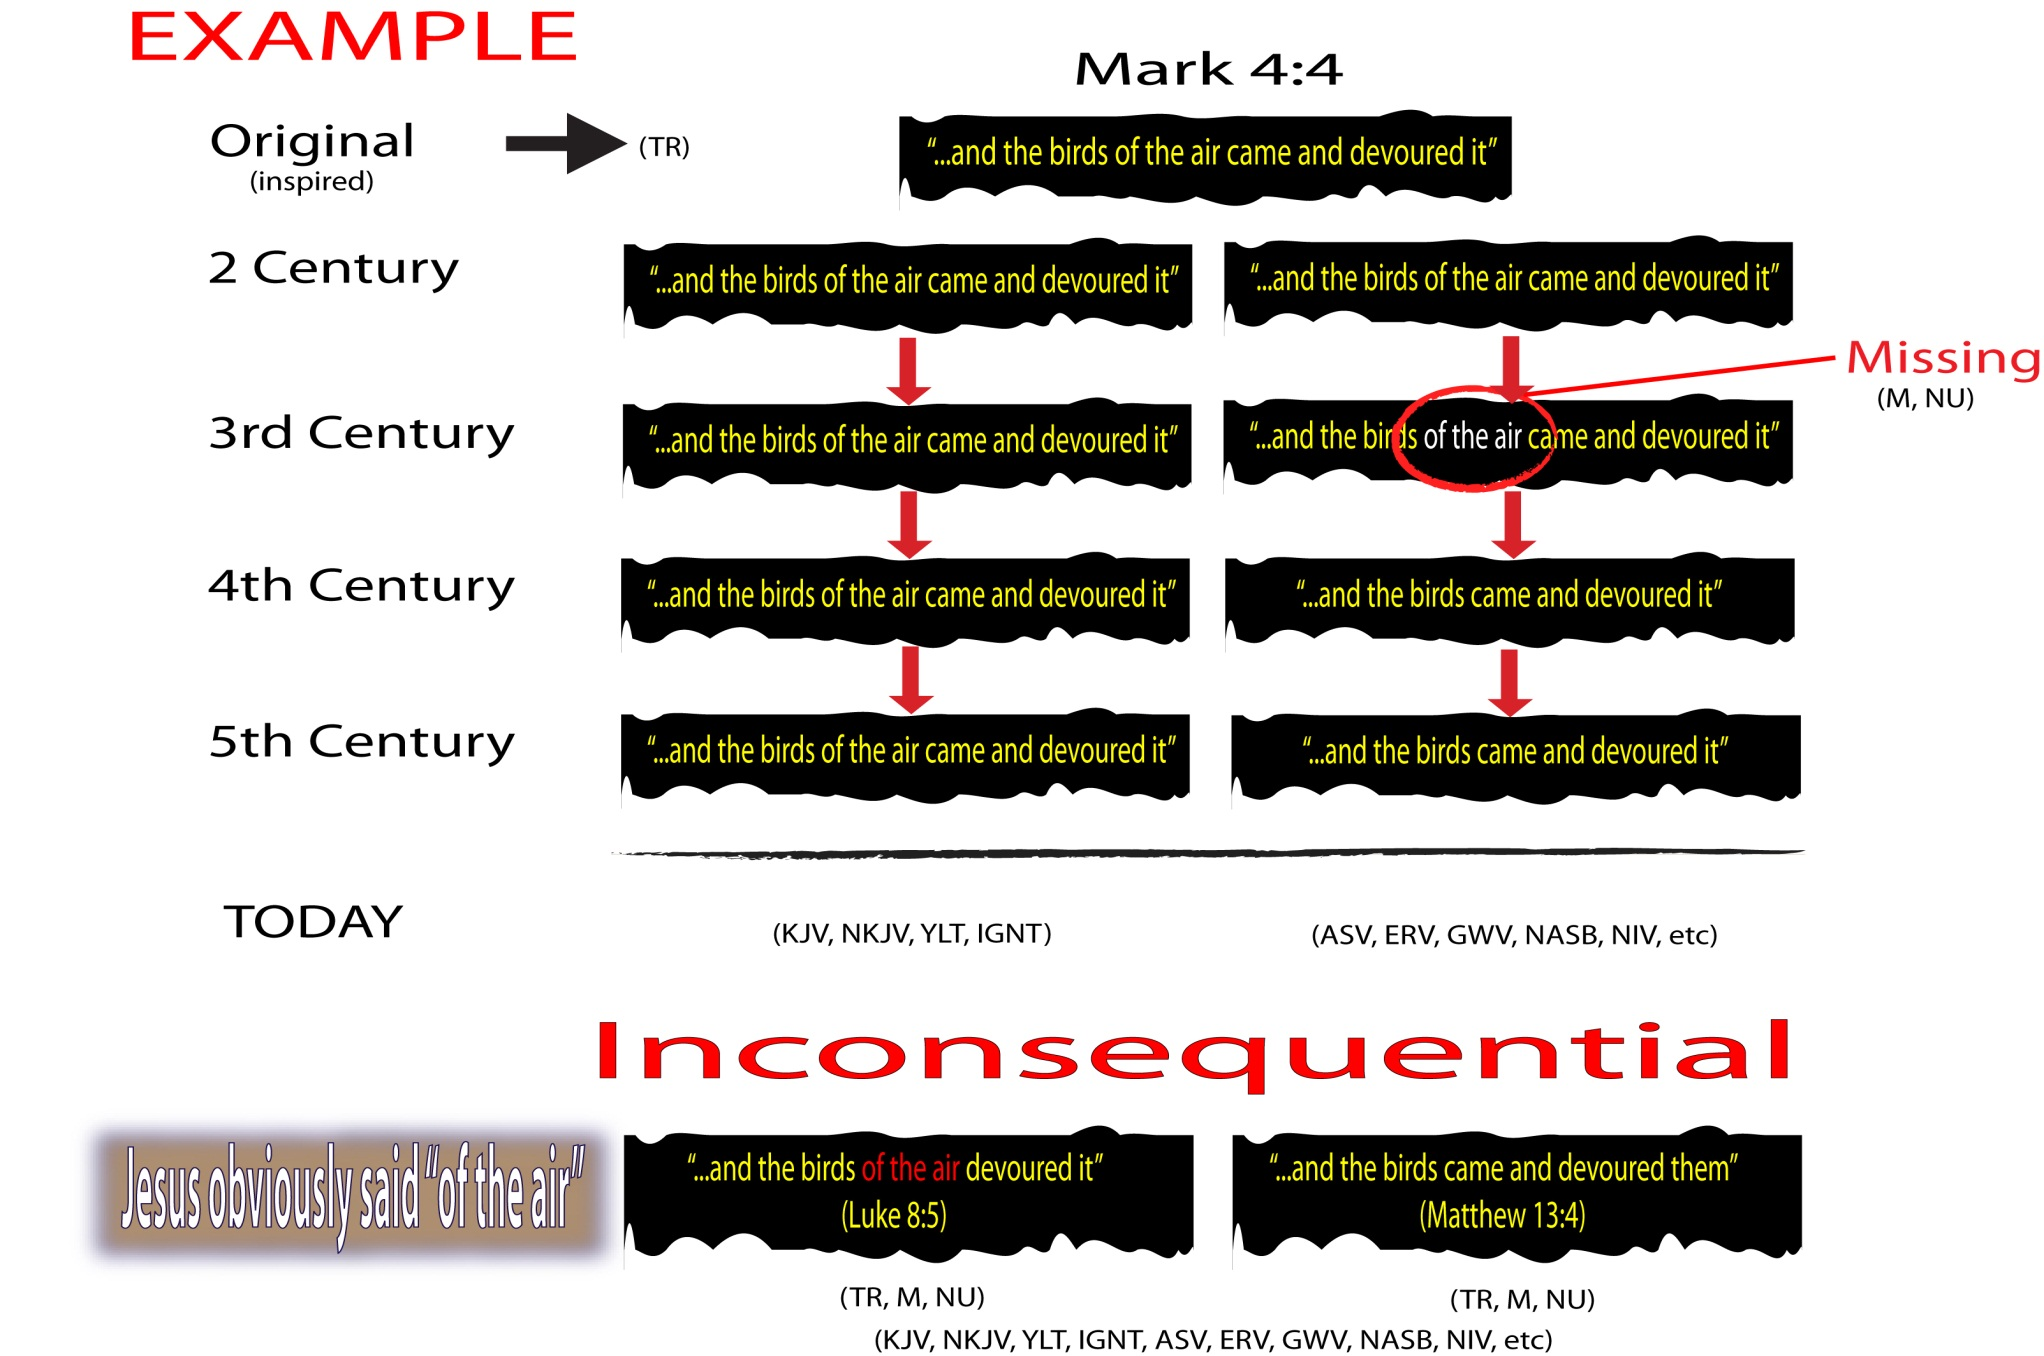 EXAMPLE
Mark 4:4
Original
(inspired)
(TR)
“...and the birds of the air came and devoured it”
2 Century
“...and the birds of the air came and devoured it”
“...and the birds of the air came and devoured it”
Missing
(M, NU)
3rd Century
“...and the birds of the air came and devoured it”
“...and the birds of the air came and devoured it”
4th Century
“...and the birds of the air came and devoured it”
“...and the birds came and devoured it”
5th Century
“...and the birds of the air came and devoured it”
“...and the birds came and devoured it”
TODAY
(KJV, NKJV, YLT, IGNT)
(ASV, ERV, GWV, NASB, NIV, etc)
Inconsequential
Jesus obviously said “of the air”
“...and the birds of the air devoured it”
(Luke 8:5)
“...and the birds came and devoured them”
(Matthew 13:4)
(TR, M, NU)
(TR, M, NU)
(KJV, NKJV, YLT, IGNT, ASV, ERV, GWV, NASB, NIV, etc)